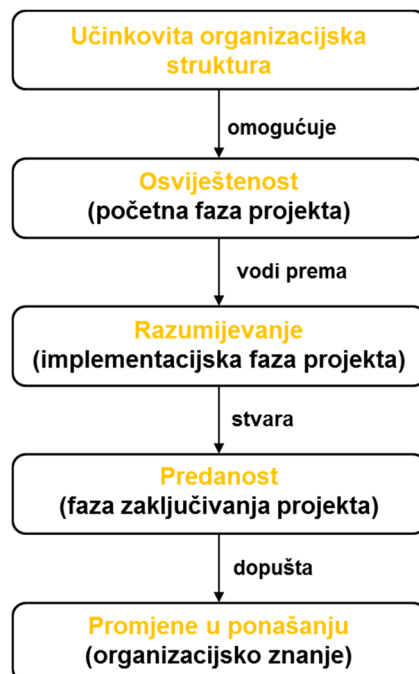 Učinkovita organizacijska
struktura
omogućuje
Osviještenost
(početna faza projekta)
vodi prema
Razumijevanje
(implementacijska faza projekta)
stvara
Predanost
(faza zaključivanja projekta)
dopušta
Promjene u ponašanju
(organizacijsko znanje)